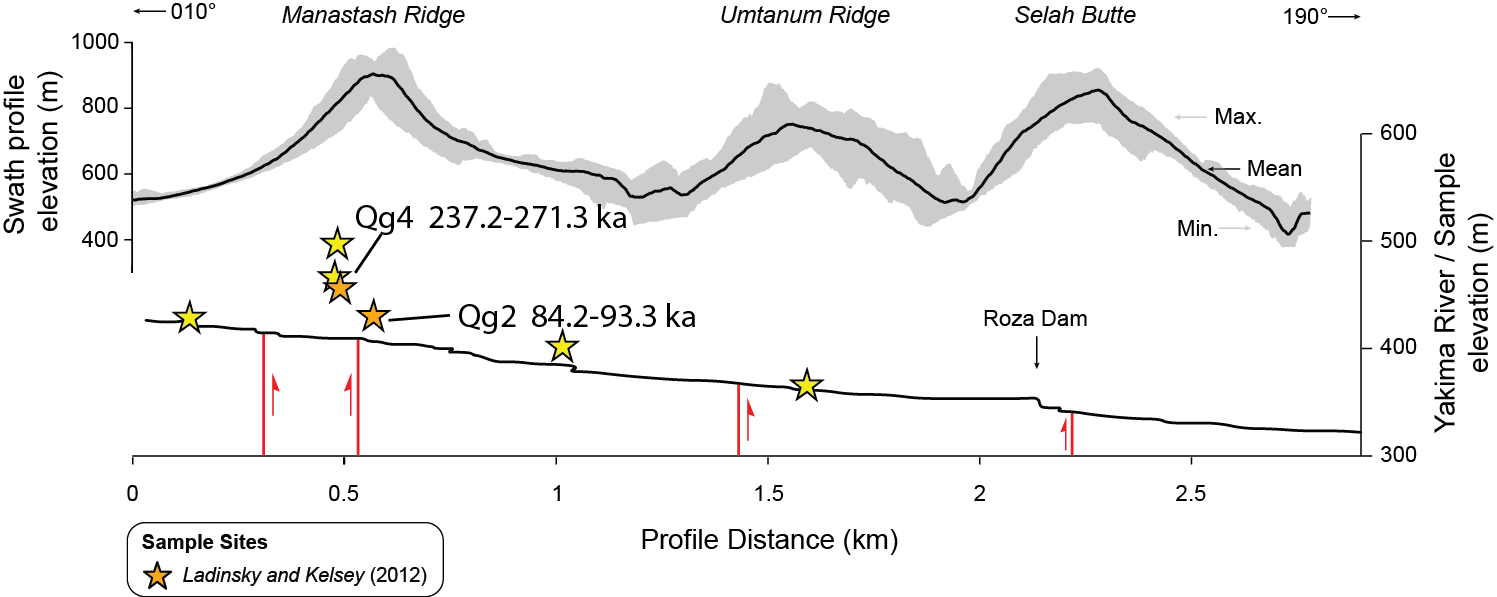 010°
Manastash Ridge
Umtanum Ridge
Selah Butte
190°
Swath profile
elevation (m)
1000
800
600
400
Max.
Mean
Min.
Qg4 237.2-271.3 ka
Qg2 84.2-93.3 ka
Roza Dam
600
500
400
300
Yakima River / Sample
elevation (m)
0
0.5
1
1.5
2
2.5
Profile Distance (km)
Sample Sites
Ladinsky and Kelsey (2012)